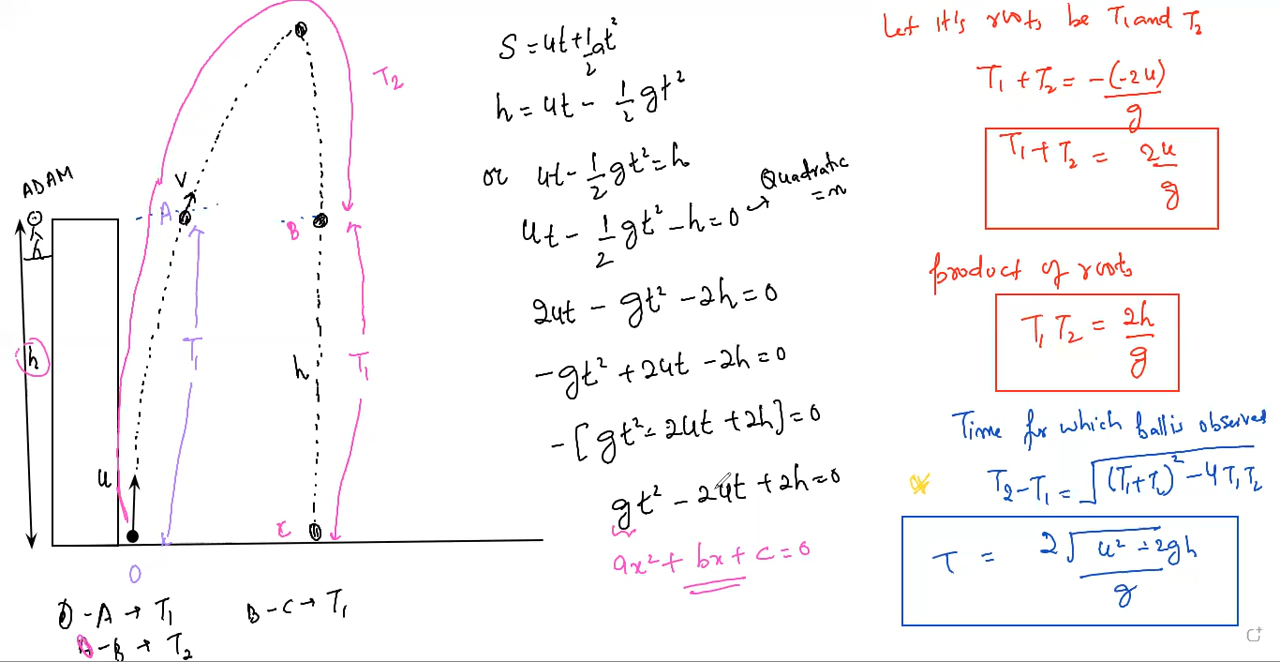 ADAM
h
u
V
A
T₁
T₂
B
h
T₁
C
O
O-A → T₁
B-C → T₁
O-B → T₂
S = ut + 1/2 at²
h = ut - 1/2 gt²
or ut - 1/2 gt² = h
ut - 1/2 gt² - h = 0 → Quadratic = n
2ut - gt² - 2h = 0
-gt² + 2ut - 2h = 0
-[gt² - 2ut + 2h] = 0
gt² - 2ut + 2h = 0
ax² + bx + c = 0
Let it's roots be T₁ and T₂
T₁ + T₂ = -(-2u)/g
T₁ + T₂ = 2u/g
product of roots
T₁ T₂ = 2h/g
Time for which ball is observed
T₂ - T₁ = √((T₁+T₂)² - 4T₁T₂)
T = 2√(u² - 2gh)/g